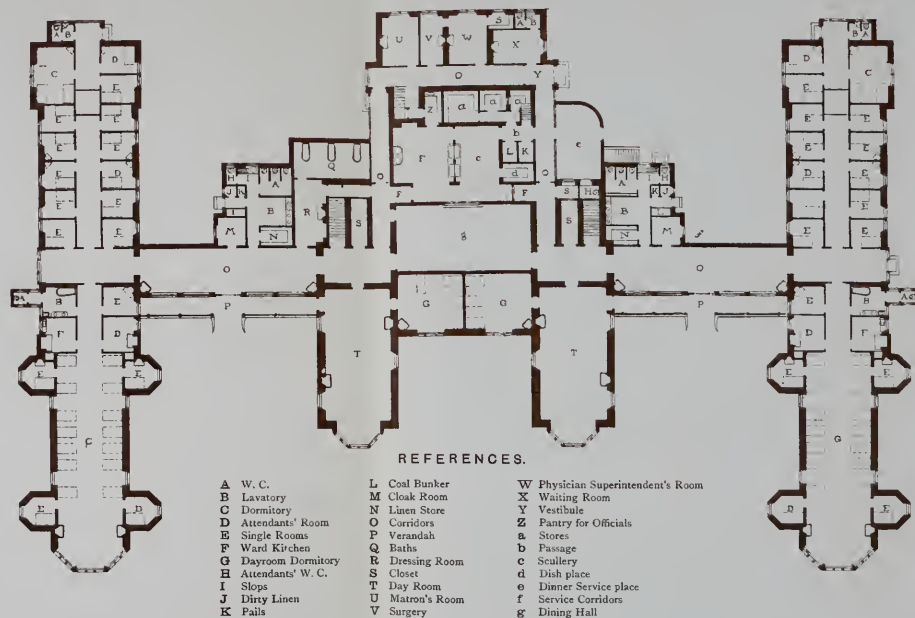 A B
A B
B A
C
D
E
U
V
W
S
X
D
E
C
O
Y
E
E
E
E
E
D
E
E
E
E
E
E
E
E
E
D
E
E
E
E
Z
a
a
a
b
L K
c
d
e
Q
O
F
f
f
O
H
I
J
K
A
B
M
N
R
S
g
S
H
S
A
I
H
K J
B
N
M
O
P
G
G
O
P
T
T
A
B
E
F
D
E
E
C
E
D
E
B
A
D
F
E
E
G
D
E
REFERENCES.
A W. C.
B Lavatory
C Dormitory
D Attendants' Room
E Single Rooms
F Ward Kitchen
G Dayroom Dormitory
H Attendants' W. C.
I Slops
J Dirty Linen
K Pails
L Coal Bunker
M Cloak Room
N Linen Store
O Corridors
P Verandah
Q Baths
R Dressing Room
S Closet
T Day Room
U Matron's Room
V Surgery
W Physician Superintendent's Room
X Waiting Room
Y Vestibule
Z Pantry for Officials
a Stores
b Passage
c Scullery
d Dish place
e Dinner Service place
f Service Corridors
g Dining Hall